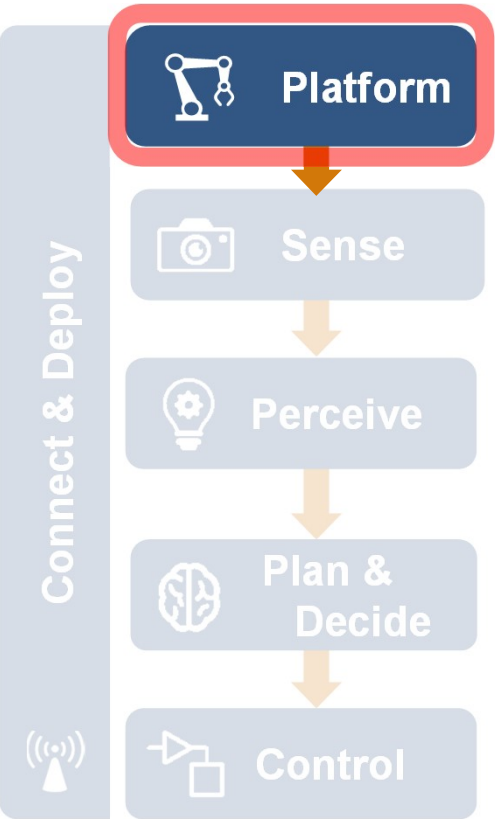 Platform
Sense
Perceive
Plan &
Decide
Control
Connect & Deploy